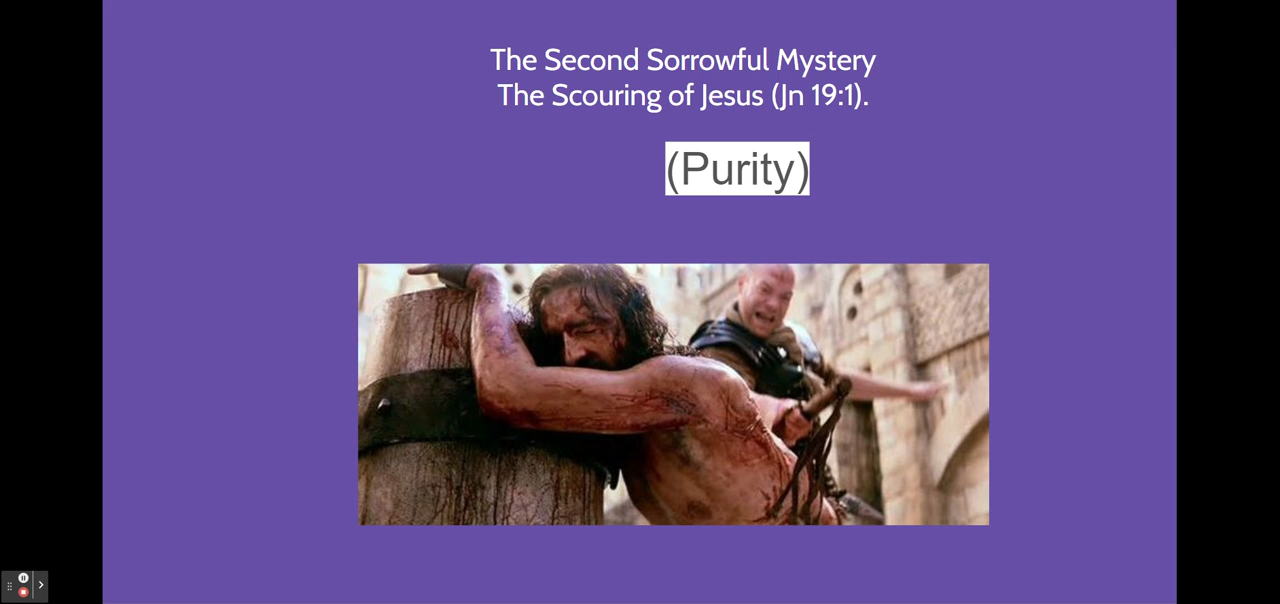 The Second Sorrowful Mystery
The Scouring of Jesus (Jn 19:1).
(Purity)